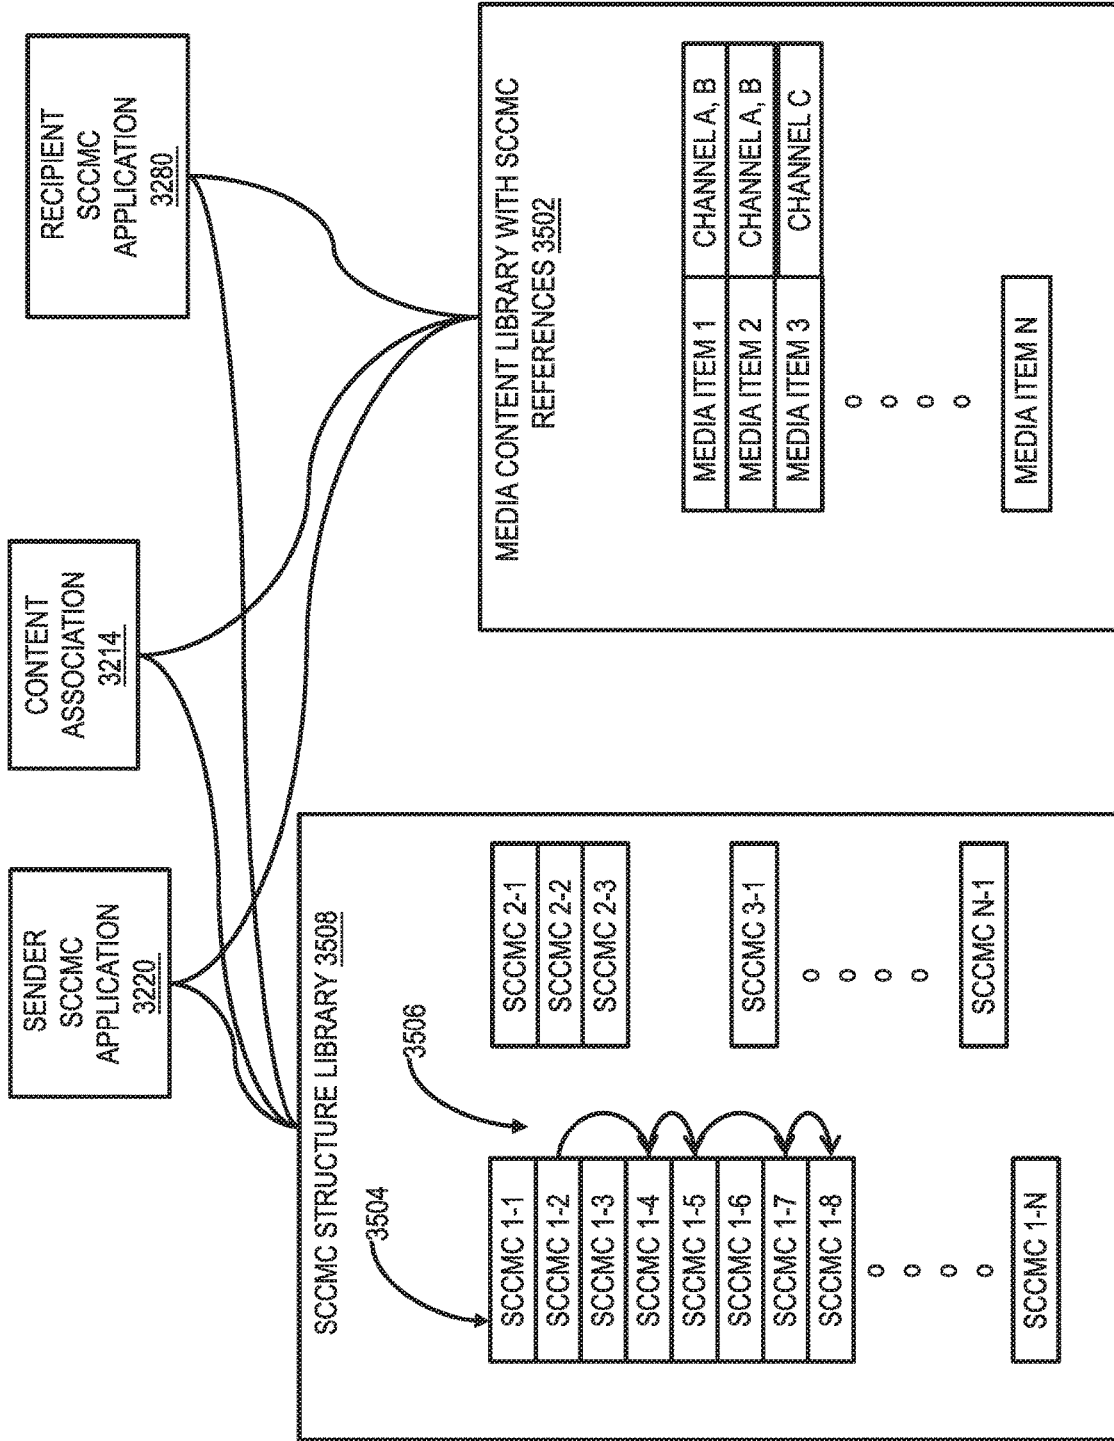 SENDER
SCCMC
APPLICATION
3220
CONTENT
ASSOCIATION
3214
RECIPIENT
SCCMC
APPLICATION
3280
SCCMC STRUCTURE LIBRARY 3508
3504
3506
SCCMC 1-1
SCCMC 1-2
SCCMC 1-3
SCCMC 1-4
SCCMC 1-5
SCCMC 1-6
SCCMC 1-7
SCCMC 1-8
SCCMC 1-N
SCCMC 2-1
SCCMC 2-2
SCCMC 2-3
SCCMC 3-1
SCCMC N-1
MEDIA CONTENT LIBRARY WITH SCCMC
REFERENCES 3502
MEDIA ITEM 1 CHANNEL A, B
MEDIA ITEM 2 CHANNEL A, B
MEDIA ITEM 3 CHANNEL C
MEDIA ITEM N